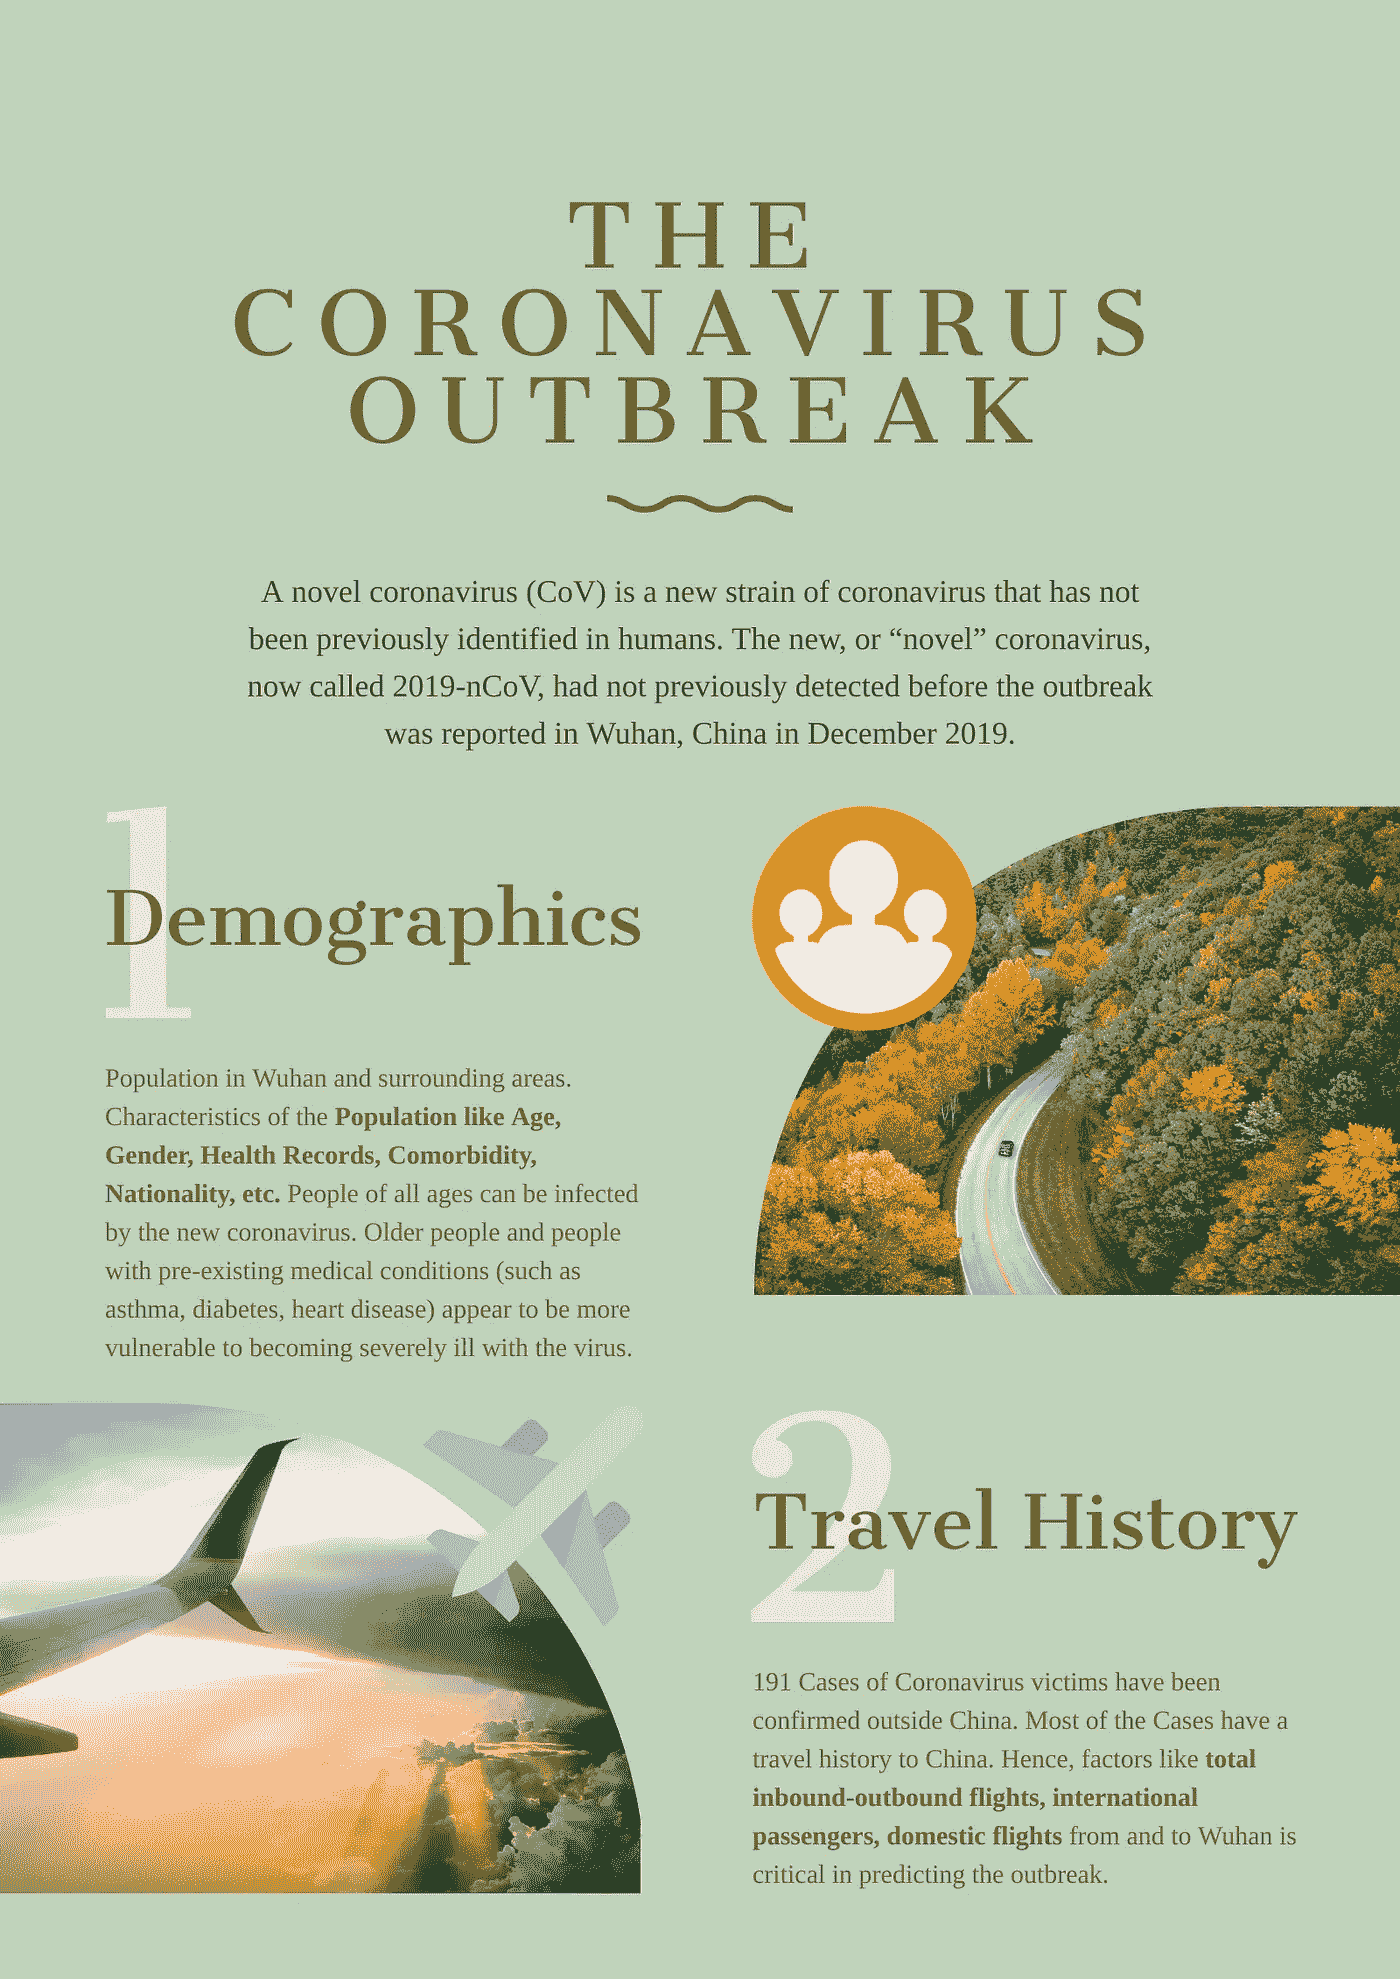 THE
CORONAVIRUS
OUTBREAK
A novel coronavirus (CoV) is a new strain of coronavirus that has not
been previously identified in humans. The new, or “novel” coronavirus,
now called 2019-nCoV, had not previously detected before the outbreak
was reported in Wuhan, China in December 2019.
1
Demographics
Population in Wuhan and surrounding areas.
Characteristics of the Population like Age,
Gender, Health Records, Comorbidity,
Nationality, etc. People of all ages can be infected
by the new coronavirus. Older people and people
with pre-existing medical conditions (such as
asthma, diabetes, heart disease) appear to be more
vulnerable to becoming severely ill with the virus.
2
Travel History
191 Cases of Coronavirus victims have been
confirmed outside China. Most of the Cases have a
travel history to China. Hence, factors like total
inbound-outbound flights, international
passengers, domestic flights from and to Wuhan is
critical in predicting the outbreak.